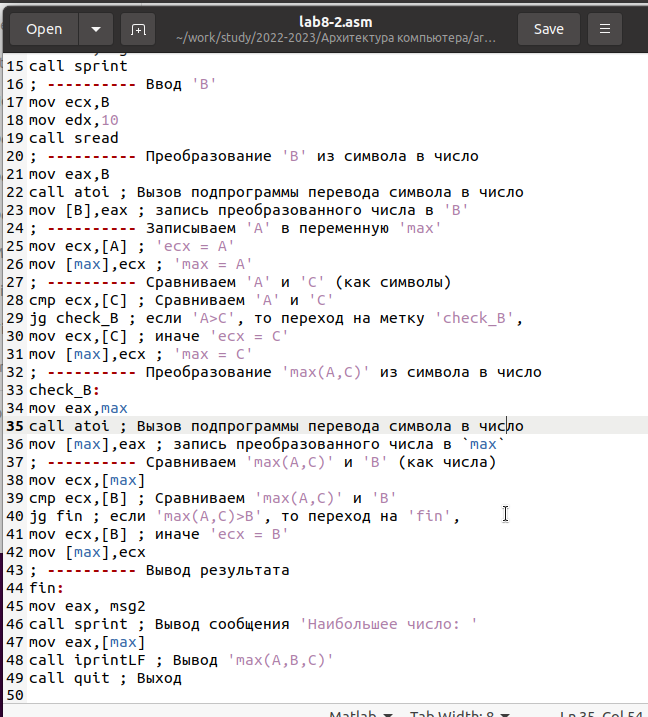 Open
lab8-2.asm
~/work/study/2022-2023/Архитектура компьютера/ar...
Save
15 call sprint
16 ; ---------- Ввод 'B'
17 mov ecx,B
18 mov edx,10
19 call sread
20 ; ---------- Преобразование 'B' из символа в число
21 mov eax,B
22 call atoi ; Вызов подпрограммы перевода символа в число
23 mov [B],eax ; запись преобразованного числа в 'B'
24 ; ---------- Записываем 'A' в переменную 'max'
25 mov ecx,[A] ; 'ecx = A'
26 mov [max],ecx ; 'max = A'
27 ; ---------- Сравниваем 'A' и 'C' (как символы)
28 cmp ecx,[C] ; Сравниваем 'A' и 'C'
29 jg check_B ; если 'A>C', то переход на метку 'check_B',
30 mov ecx,[C] ; иначе 'ecx = C'
31 mov [max],ecx ; 'max = C'
32 ; ---------- Преобразование 'max(A,C)' из символа в число
33 check_B:
34 mov eax,max
35 call atoi ; Вызов подпрограммы перевода символа в число
36 mov [max],eax ; запись преобразованного числа в `max`
37 ; ---------- Сравниваем 'max(A,C)' и 'B' (как числа)
38 mov ecx,[max]
39 cmp ecx,[B] ; Сравниваем 'max(A,C)' и 'B'
40 jg fin ; если 'max(A,C)>B', то переход на 'fin',
41 mov ecx,[B] ; иначе 'ecx = B'
42 mov [max],ecx
43 ; ---------- Вывод результата
44 fin:
45 mov eax, msg2
46 call sprint ; Вывод сообщения 'Наибольшее число: '
47 mov eax,[max]
48 call iprintLF ; Вывод 'max(A,B,C)'
49 call quit ; Выход
50
Matlab Tab Width: 8 Ln 35, Col 54